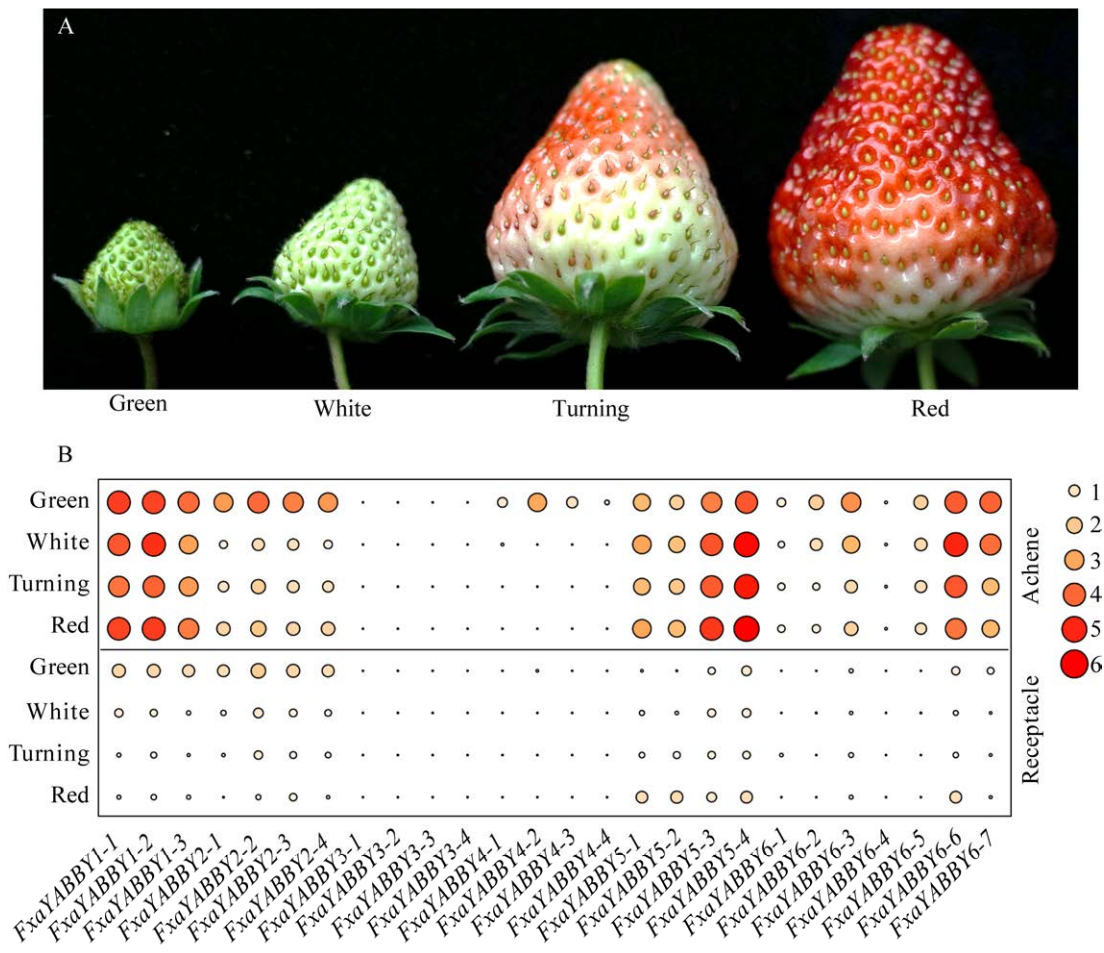 A
Green White Turning Red
B
Green
White
Turning
Red
Achene
Green
White
Turning
Red
Receptacle
1
2
3
4
5
6
FxaYABBY1-1
FxaYABBY1-2
FxaYABBY1-3
FxaYABBY2-1
FxaYABBY2-2
FxaYABBY2-3
FxaYABBY2-4
FxaYABBY3-1
FxaYABBY3-2
FxaYABBY3-3
FxaYABBY3-4
FxaYABBY4-1
FxaYABBY4-2
FxaYABBY4-3
FxaYABBY4-4
FxaYABBY5-1
FxaYABBY5-2
FxaYABBY5-3
FxaYABBY5-4
FxaYABBY6-1
FxaYABBY6-2
FxaYABBY6-3
FxaYABBY6-4
FxaYABBY6-5
FxaYABBY6-6
FxaYABBY6-7